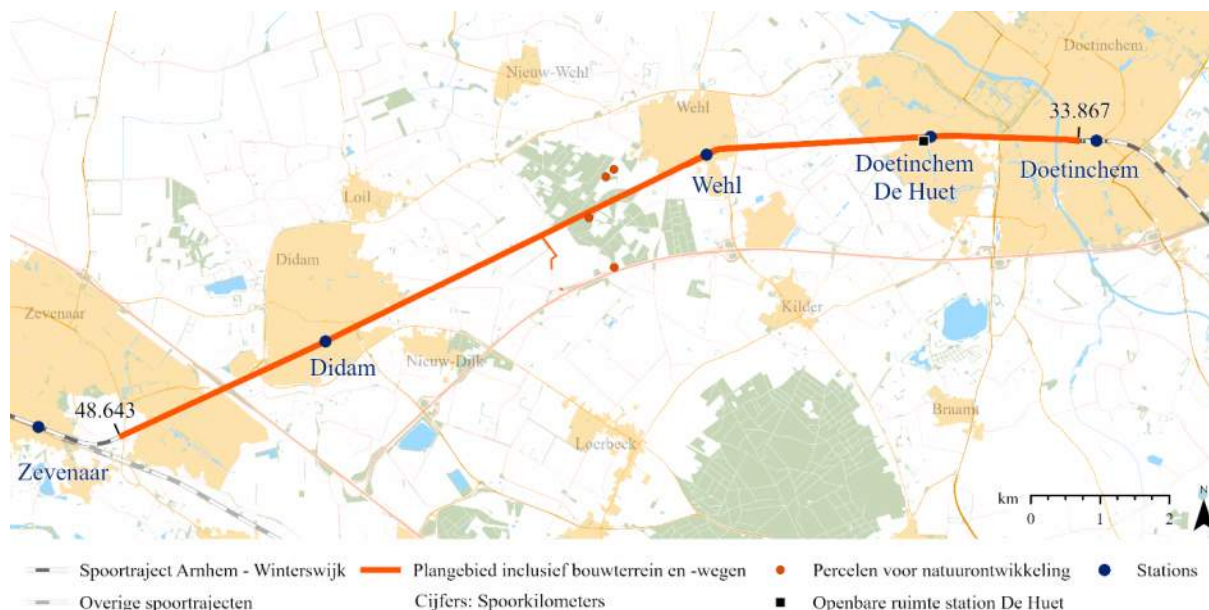 Doetinchem
Nieuw-Wehl
Wehl
33.867
Wehl
Doetinchem
De Huet
Doetinchem
Loil
Didam
Zevenaar
Kilder
Didam
Nieuw-Dijk
48.643
Braamt
Loerbeek
Zevenaar
N
km
0 1 2
Spoortraject Arnhem - Winterswijk
Plangebied inclusief bouwterrein en -wegen
Percelen voor natuurontwikkeling
Stations
Overige spoortrajecten
Cijfers: Spoorkilometers
Openbare ruimte station De Huet